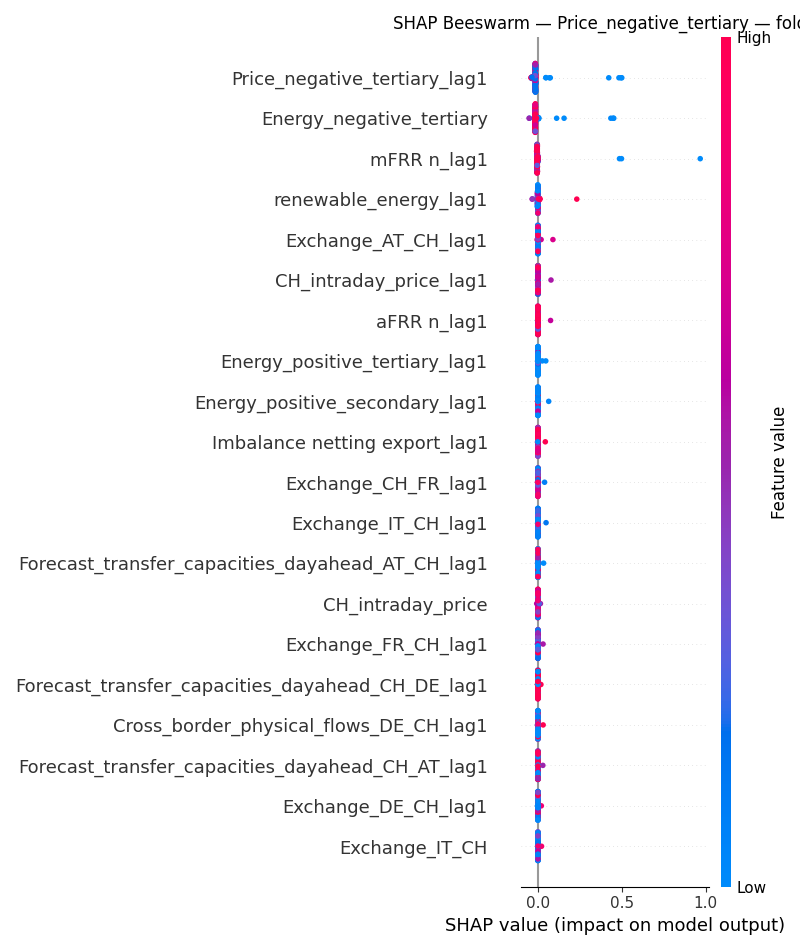 SHAP Beeswarm — Price_negative_tertiary — fold
High
Price_negative_tertiary_lag1
Energy_negative_tertiary
mFRR n_lag1
renewable_energy_lag1
Exchange_AT_CH_lag1
CH_intraday_price_lag1
aFRR n_lag1
Energy_positive_tertiary_lag1
Energy_positive_secondary_lag1
Imbalance netting export_lag1
Exchange_CH_FR_lag1
Exchange_IT_CH_lag1
Forecast_transfer_capacities_dayahead_AT_CH_lag1
CH_intraday_price
Exchange_FR_CH_lag1
Forecast_transfer_capacities_dayahead_CH_DE_lag1
Cross_border_physical_flows_DE_CH_lag1
Forecast_transfer_capacities_dayahead_CH_AT_lag1
Exchange_DE_CH_lag1
Exchange_IT_CH
Feature value
Low
0.0 0.5 1.0
SHAP value (impact on model output)